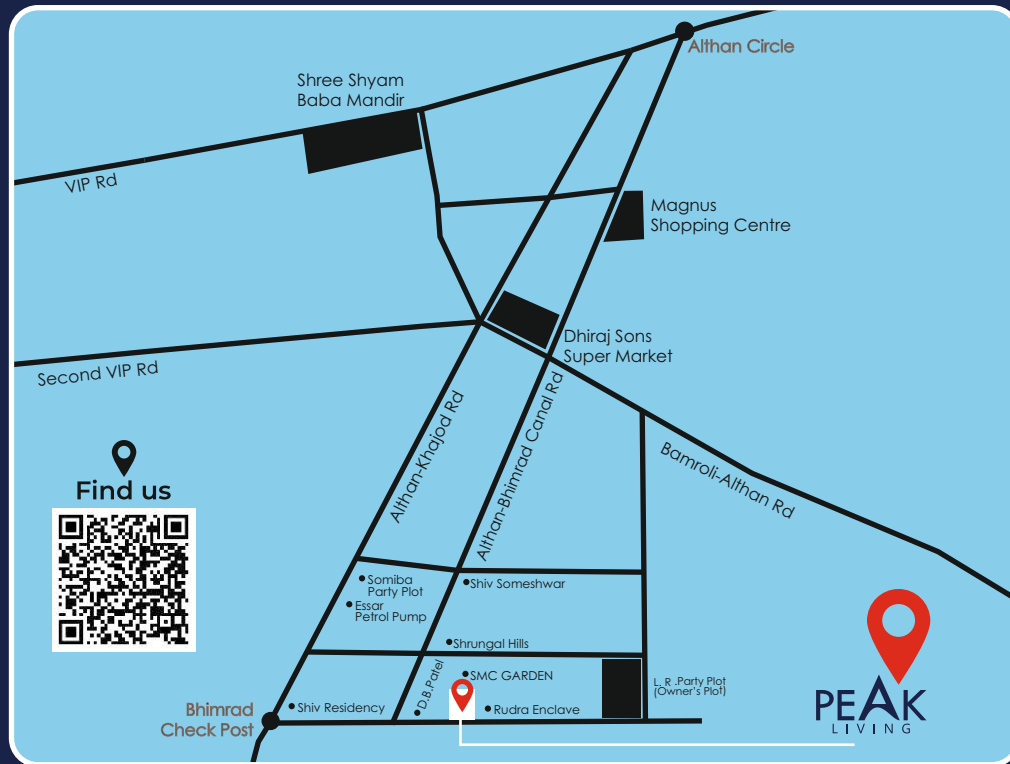 Althan Circle
Shree Shyam
Baba Mandir
VIP Rd
Magnus
Shopping Centre
Dhiraj Sons
Super Market
Second VIP Rd
Althan-Khajod Rd
Althan-Bhimrad Canal Rd
Bamroli-Althan Rd
Find us
Somiba
Party Plot
Essar
Petrol Pump
Shiv Someshwar
Shrungal Hills
D.B.Patel
SMC GARDEN
L. R .Party Plot
(Owner's Plot)
Shiv Residency
Rudra Enclave
Bhimrad
Check Post
PEAK
LIVING